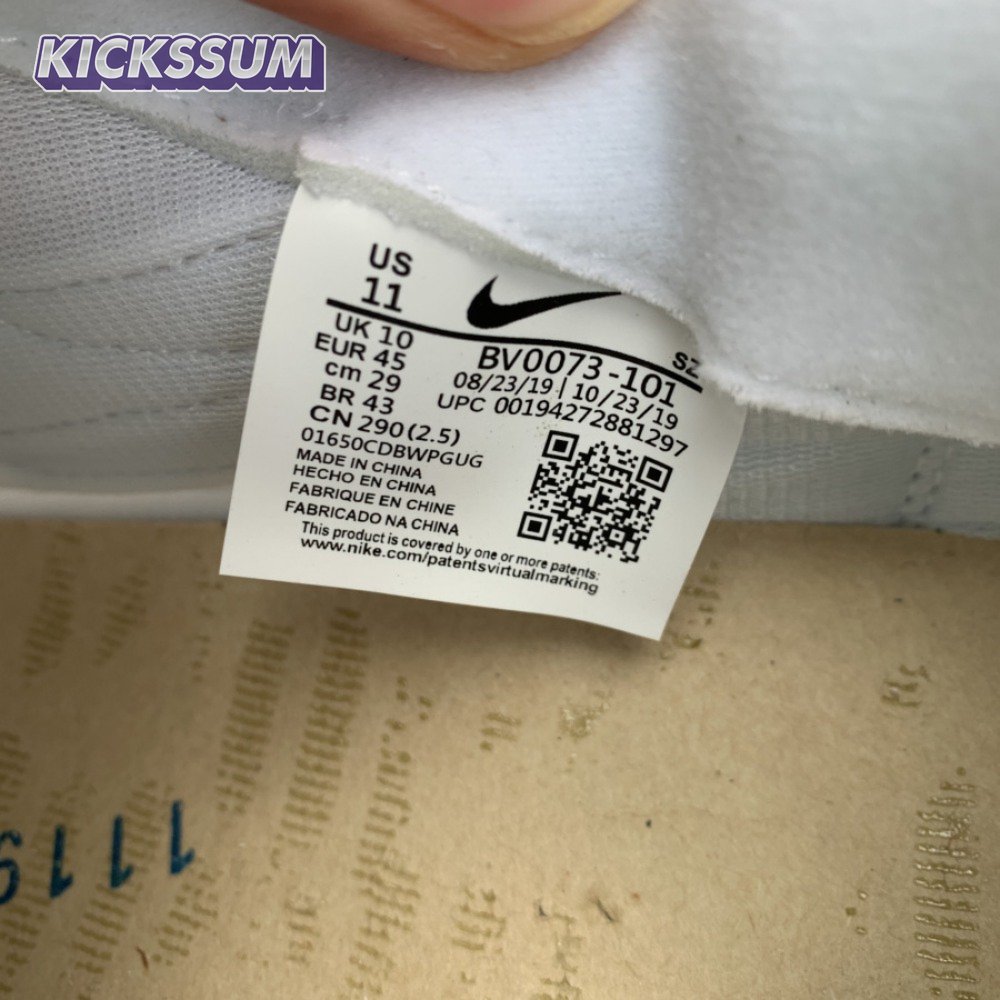 KICKSSUM
US
11
UK 10
EUR 45
cm 29
BR 43
CN 290 (2.5)
SZ
BV0073-101
08/23/19 | 10/23/19
UPC 00194272881297
01650CDBWPGUG
MADE IN CHINA
HECHO EN CHINA
FABRIQUE EN CHINE
FABRICADO NA CHINA
This product is covered by one or more patents:
www.nike.com/patentsvirtualmarking
1119